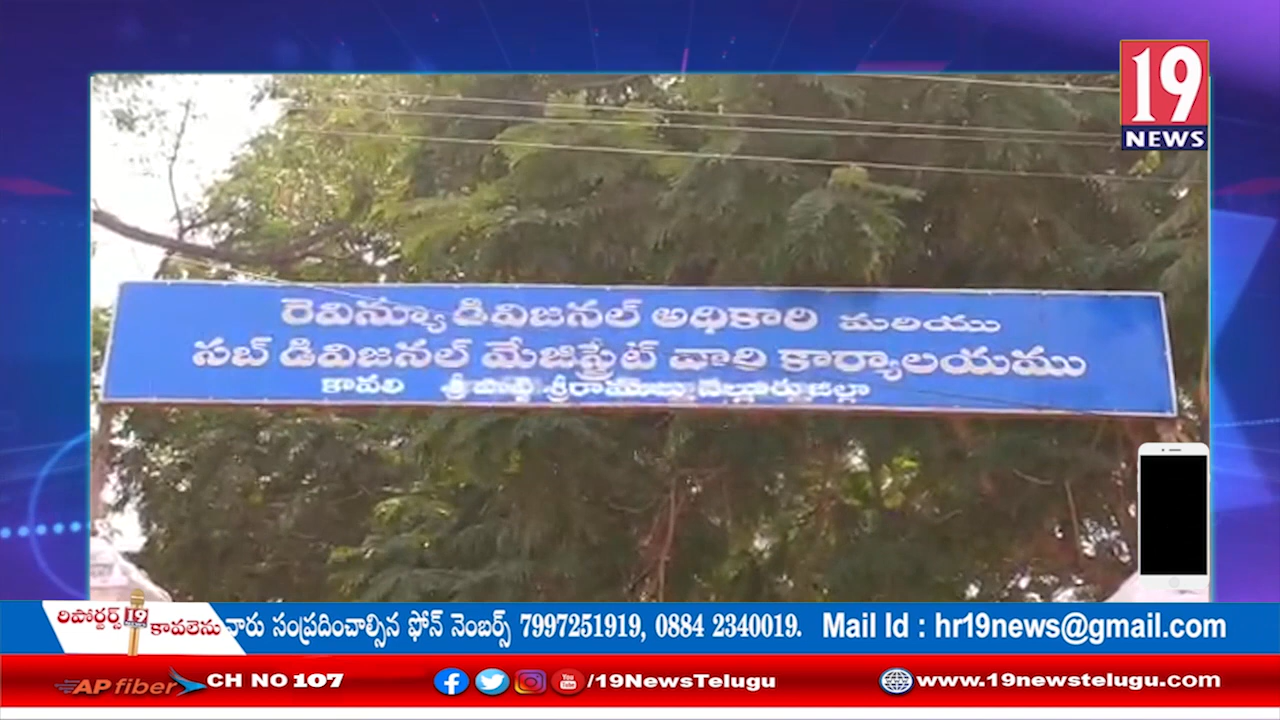 19
NEWS
రెవిన్యూ డివిజనల్ అధికారి మరియు
సబ్ డివిజనల్ మేజిస్ట్రేట్ వారి కార్యాలయము
కావలి శ్రీ పొట్టి శ్రీరాములు నెల్లూరు జిల్లా
రిపోర్టర్స్ 19 కావలెను
వారు సంప్రదించాల్సిన ఫోన్ నెంబర్స్ 7997251919, 0884 2340019. Mail Id : hr19news@gmail.com
AP fiber CH NO 107 /19NewsTelugu www.19newstelugu.com